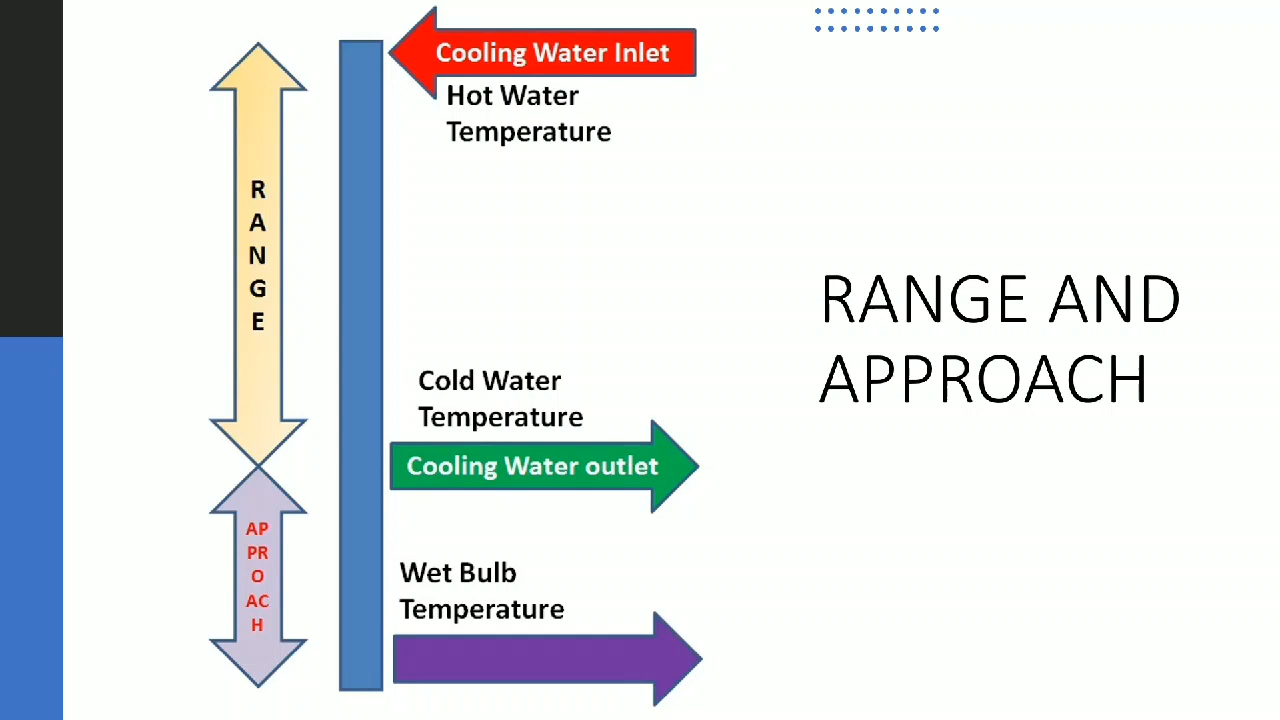 Cooling Water Inlet
Hot Water
Temperature
R
A
N
G
E
RANGE AND
APPROACH
Cold Water
Temperature
Cooling Water outlet
AP
PR
O
AC
H
Wet Bulb
Temperature